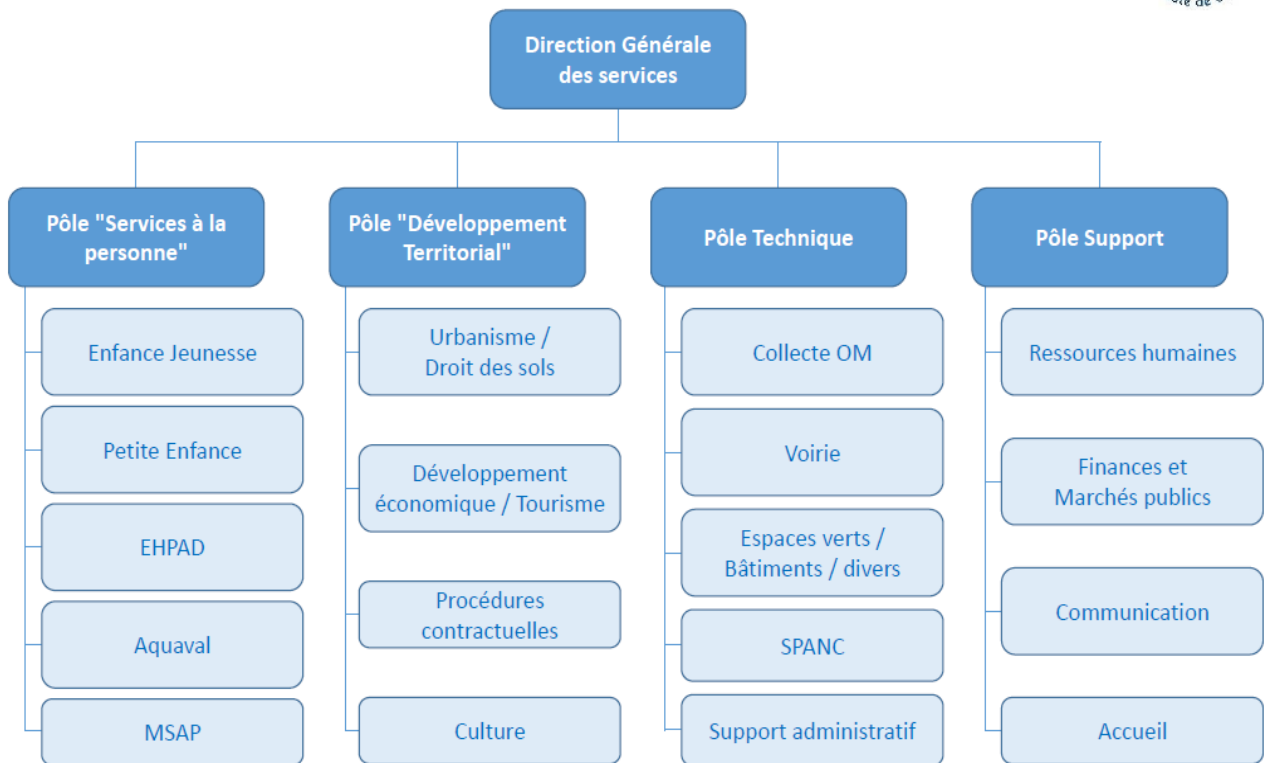 Direction Générale
des services
Pôle "Services à la
personne"
Enfance Jeunesse
Petite Enfance
EHPAD
Aquaval
MSAP
Pôle "Développement
Territorial"
Urbanisme /
Droit des sols
Développement
économique / Tourisme
Procédures
contractuelles
Culture
Pôle Technique
Collecte OM
Voirie
Espaces verts /
Bâtiments / divers
SPANC
Support administratif
Pôle Support
Ressources humaines
Finances et
Marchés publics
Communication
Accueil